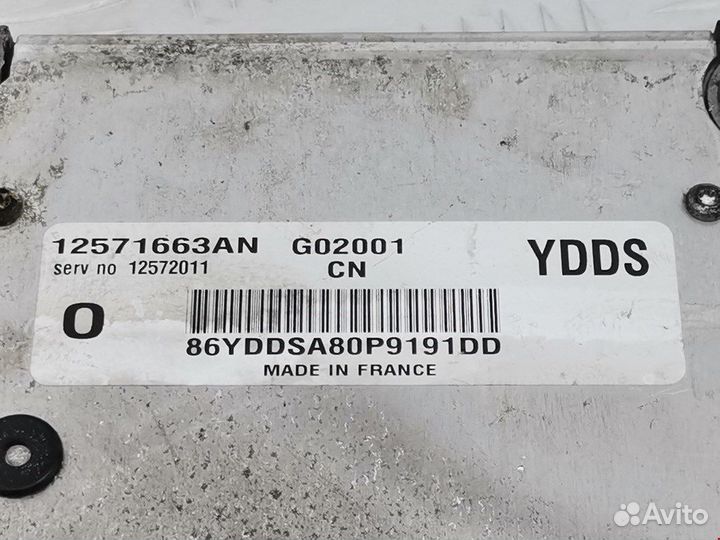 12571663AN G02001 YDDS
serv no 12572011 CN
O
86YDDSA80P9191DD
MADE IN FRANCE
Avito